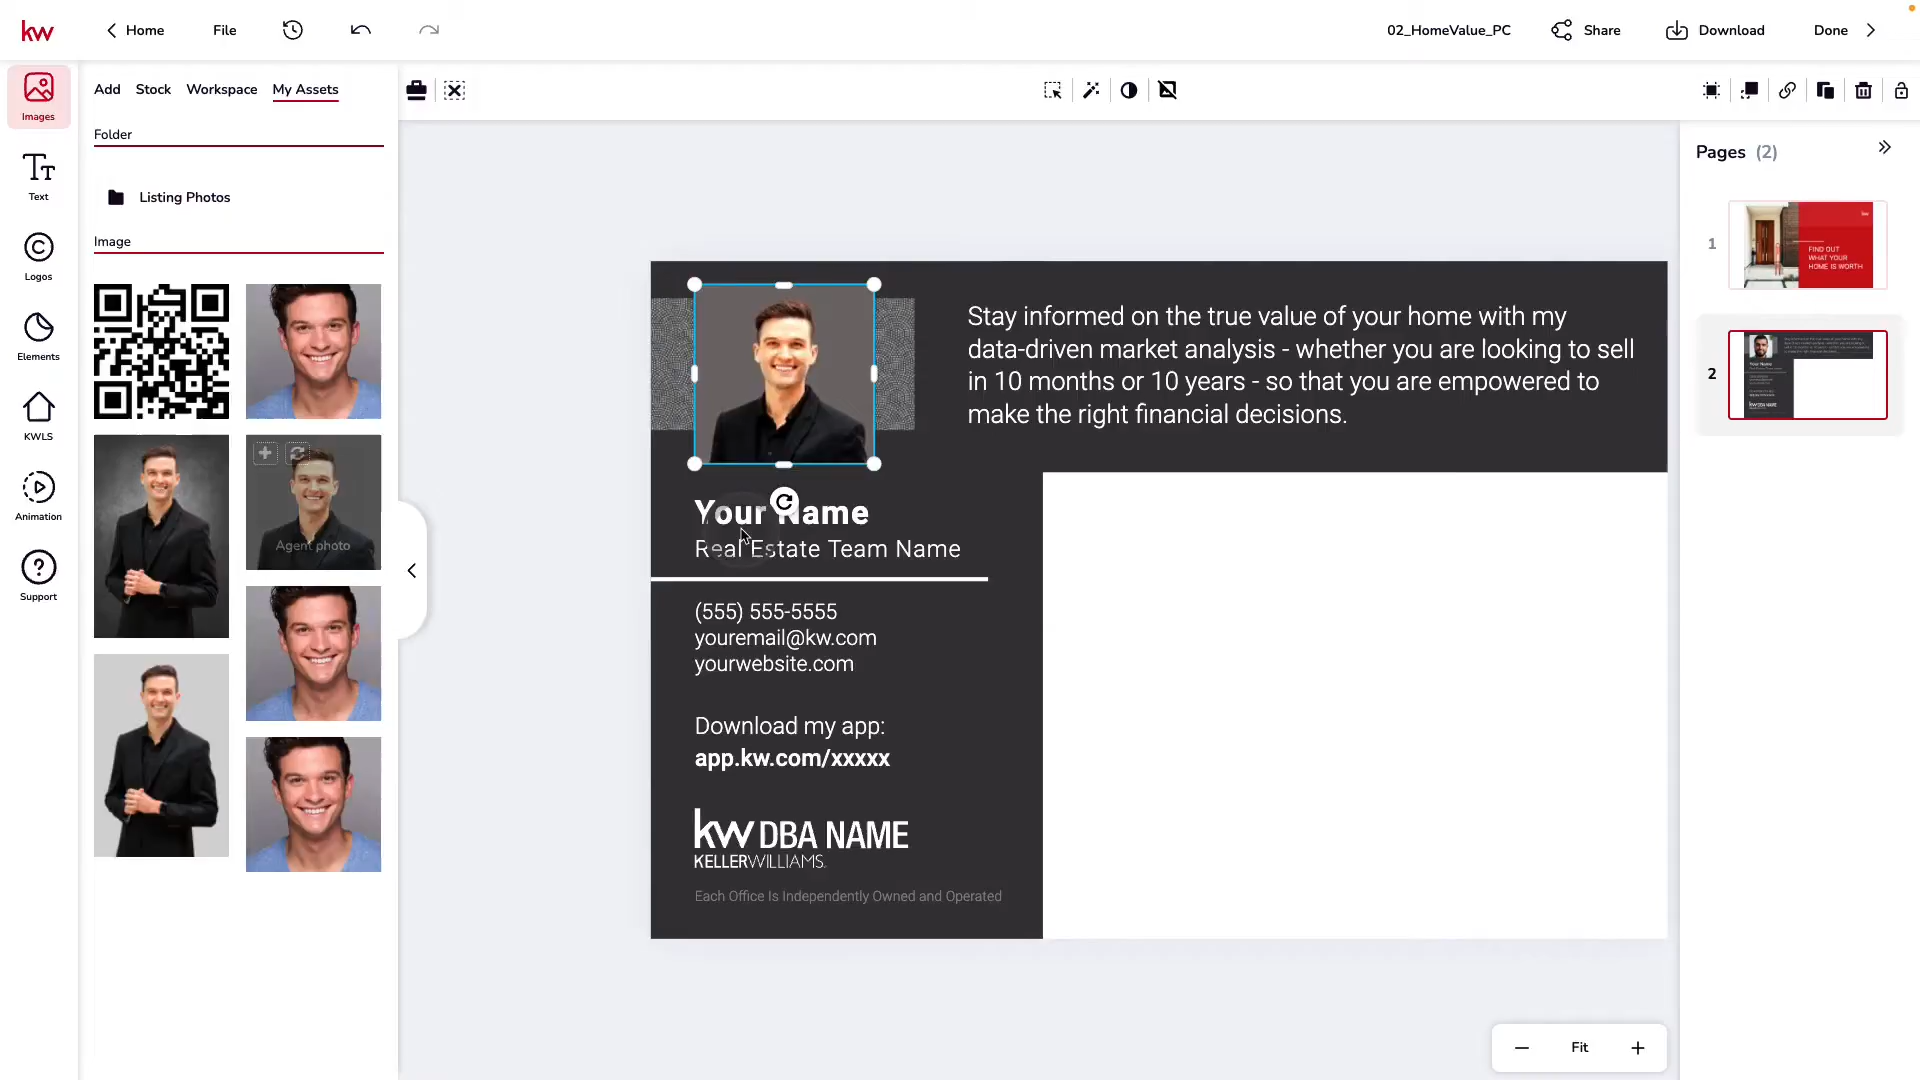 kw
Home
File
02_HomeValue_PC
Share
Download
Done
Images
Text
Logos
Elements
KWLS
Animation
Support
Add
Stock
Workspace
My Assets
Folder
Listing Photos
Image
Agent photo
Stay informed on the true value of your home with my
data-driven market analysis - whether you are looking to sell
in 10 months or 10 years - so that you are empowered to
make the right financial decisions.
Your Name
Real Estate Team Name
(555) 555-5555
youremail@kw.com
yourwebsite.com
Download my app:
app.kw.com/xxxxx
kw DBA NAME
KELLERWILLIAMS.
Each Office Is Independently Owned and Operated
Pages (2)
1
FIND OUT
WHAT YOUR
HOME IS WORTH
2
Fit